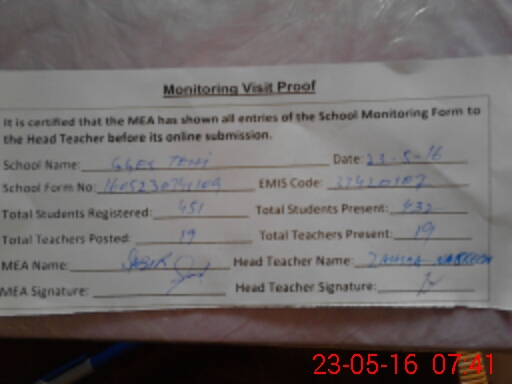 Monitoring Visit Proof
It is certified that the MEA has shown all entries of the School Monitoring Form to
the Head Teacher before its online submission.
School Name: GGES Date: 23-5-16
School Form No: EMIS Code: 37420107
Total Students Registered: 451 Total Students Present: 432
Total Teachers Posted: 19 Total Teachers Present: 19
MEA Name: Head Teacher Name:
MEA Signature: Head Teacher Signature:
23-05-16 07:41